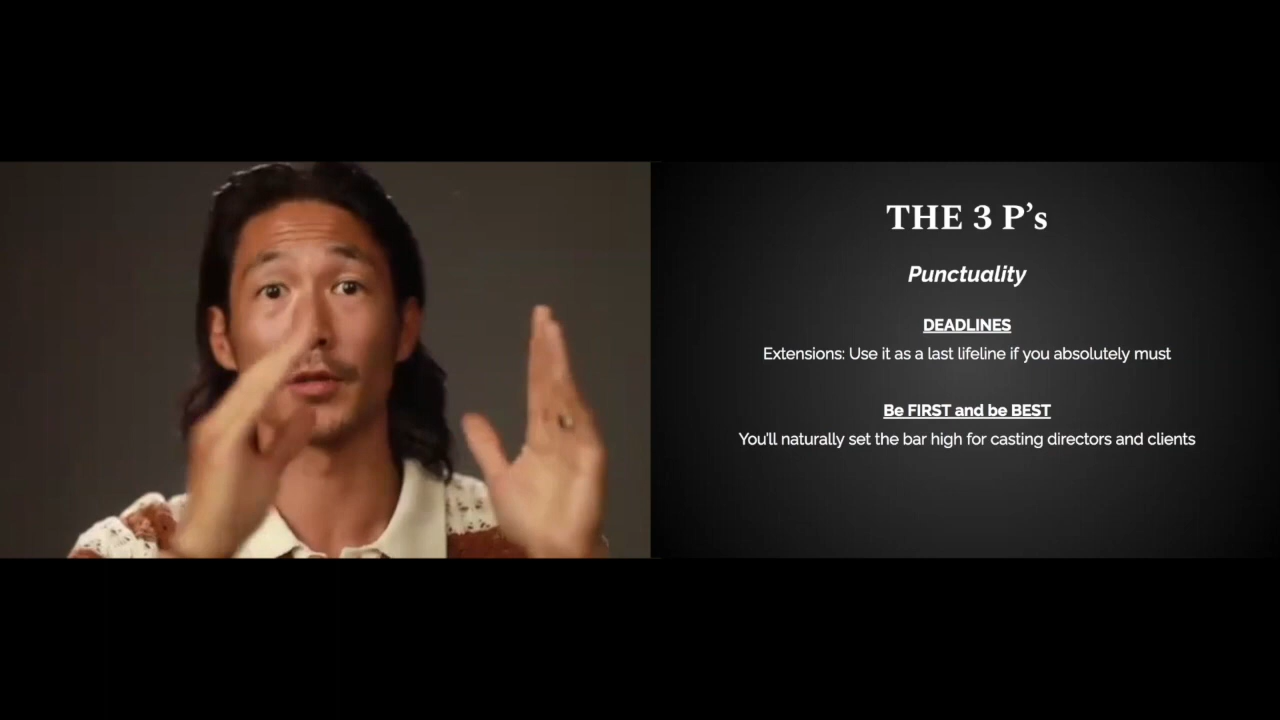 THE 3 P’s
Punctuality
DEADLINES
Extensions: Use it as a last lifeline if you absolutely must
Be FIRST and be BEST
You'll naturally set the bar high for casting directors and clients